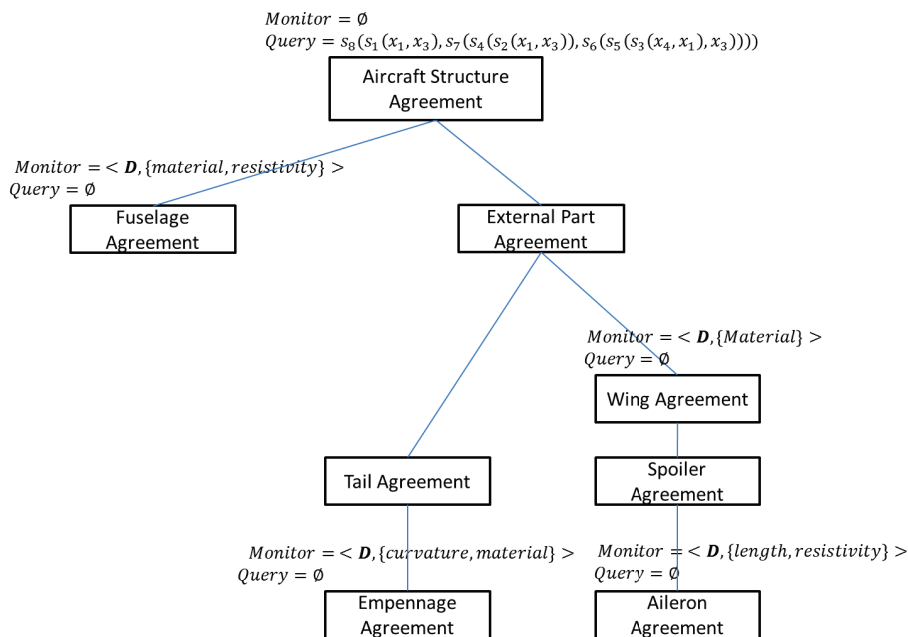 Monitor = ∅
Query = s₈(s₁(x₁, x₃), s₇(s₄(s₂(x₁, x₃)), s₆(s₅(s₃(x₄, x₁), x₃))))
Aircraft Structure
Agreement
Monitor = < D, {material, resistivity} >
Query = ∅
Fuselage
Agreement
External Part
Agreement
Monitor = < D, {Material} >
Query = ∅
Wing Agreement
Tail Agreement
Spoiler
Agreement
Monitor = < D, {curvature, material} >
Query = ∅
Monitor = < D, {length, resistivity} >
Query = ∅
Empennage
Agreement
Aileron
Agreement